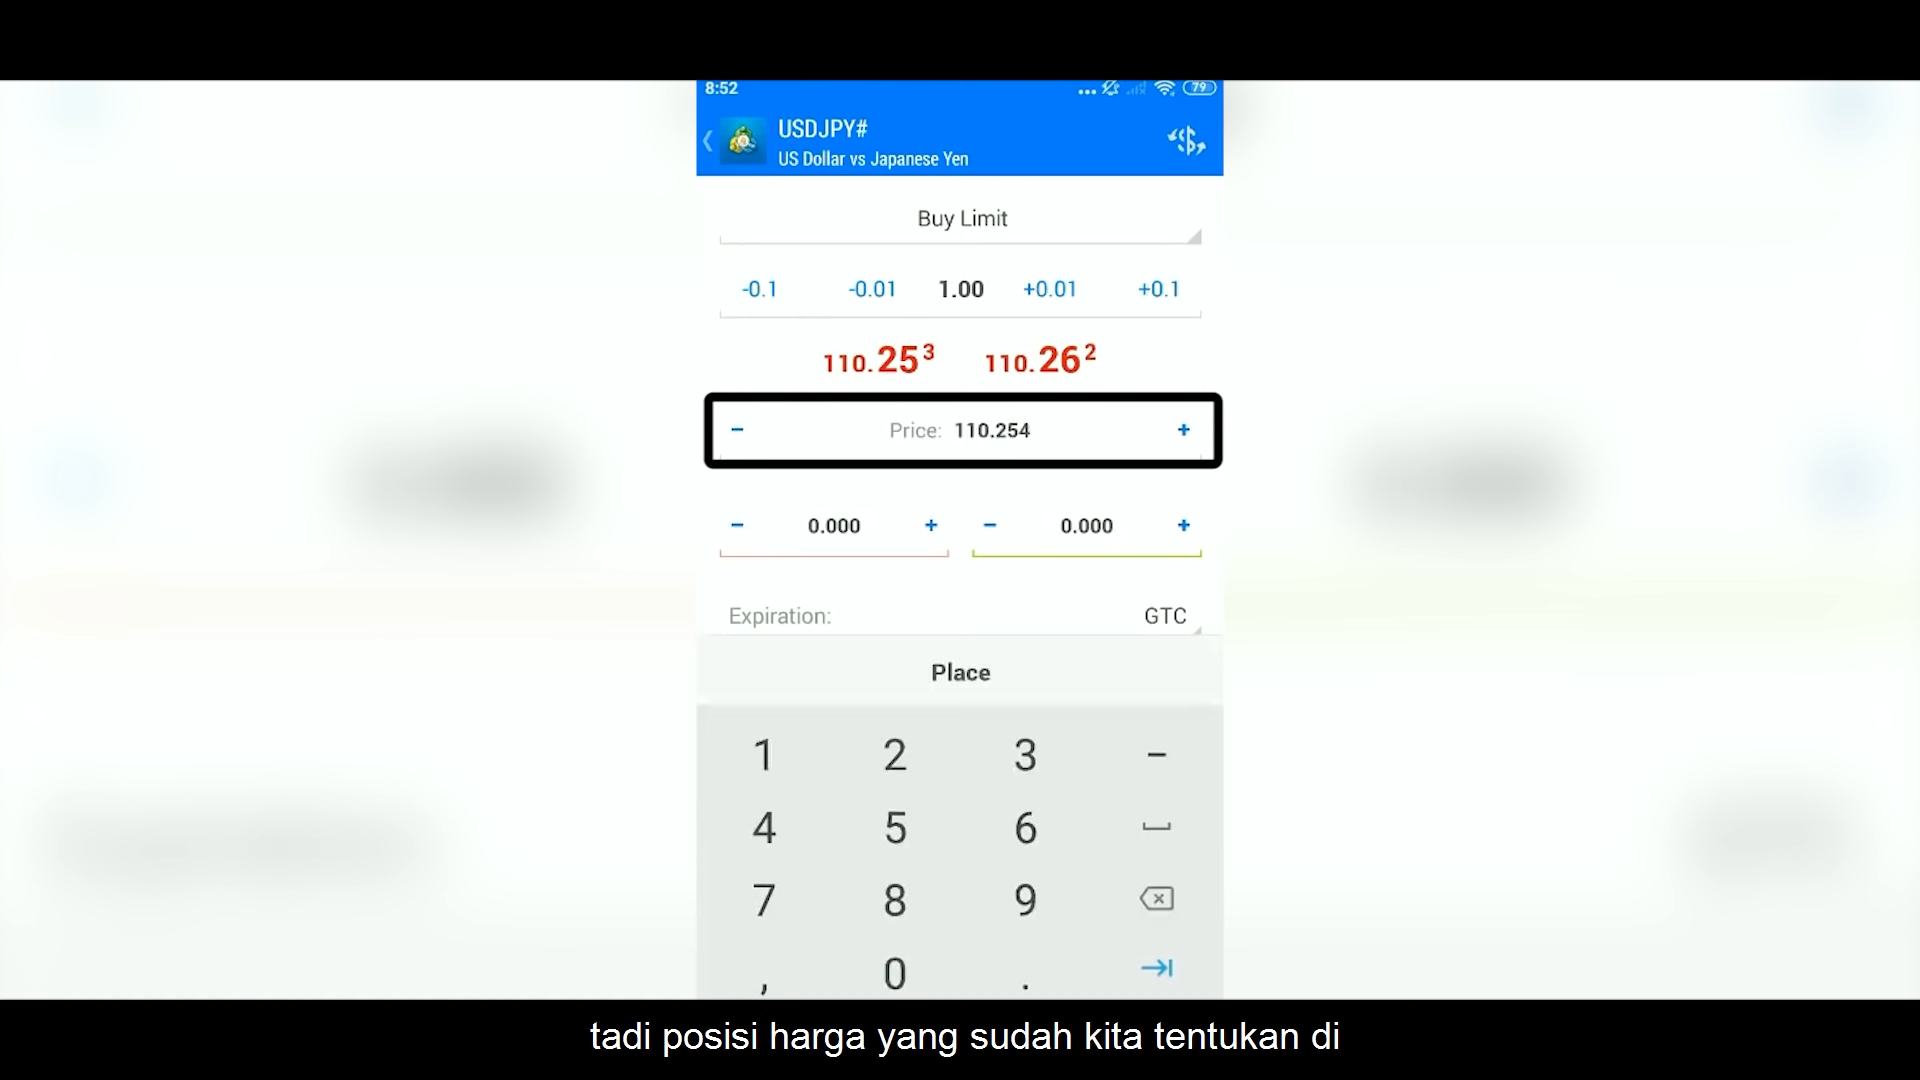 8:52
79
USDJPY#
US Dollar vs Japanese Yen
Buy Limit
-0.1 -0.01 1.00 +0.01 +0.1
110.253 110.262
− Price: 110.254 +
− 0.000 + − 0.000 +
Expiration: GTC
Place
1 2 3 −
4 5 6
7 8 9
, 0 .
tadi posisi harga yang sudah kita tentukan di